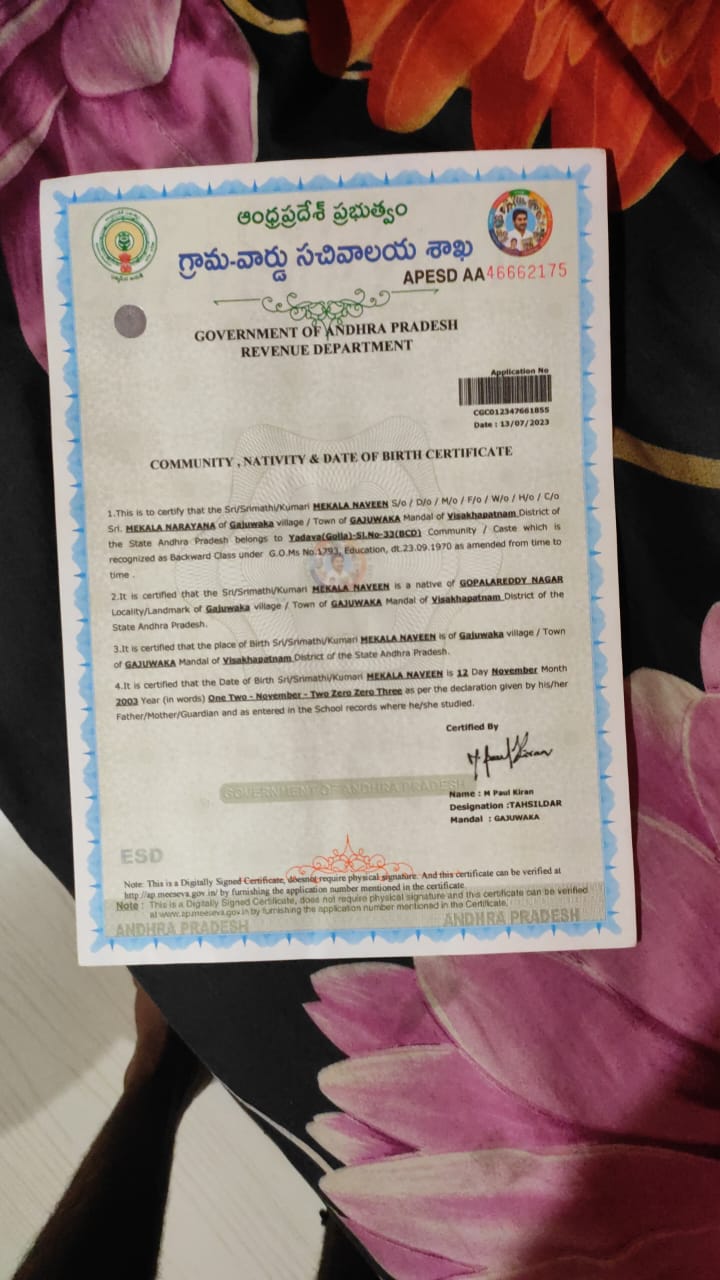 ఆంధ్రప్రదేశ్ ప్రభుత్వం
గ్రామ-వార్డు సచివాలయ శాఖ
APESD AA46662175
GOVERNMENT OF ANDHRA PRADESH
REVENUE DEPARTMENT
Application No
CGC012347661855
Date : 13/07/2023
COMMUNITY , NATIVITY & DATE OF BIRTH CERTIFICATE
1.This is to certify that the Sri/Srimathi/Kumari MEKALA NAVEEN S/o / D/o / M/o / F/o / W/o / H/o / C/o
Sri. MEKALA NARAYANA of Gajuwaka village / Town of GAJUWAKA Mandal of Visakhapatnam District of
the State Andhra Pradesh belongs to Yadava(Golla)-Sl.No-33(BCD) Community / Caste which is
recognized as Backward Class under G.O.Ms No.1793, Education, dt.23.09.1970 as amended from time to
time .
2.It is certified that the Sri/Srimathi/Kumari MEKALA NAVEEN is a native of GOPALAREDDY NAGAR
Locality/Landmark of Gajuwaka village / Town of GAJUWAKA Mandal of Visakhapatnam District of the
State Andhra Pradesh.
3.It is certified that the place of Birth Sri/Srimathi/Kumari MEKALA NAVEEN is of Gajuwaka village / Town
of GAJUWAKA Mandal of Visakhapatnam District of the State Andhra Pradesh.
4.It is certified that the Date of Birth Sri/Srimathi/Kumari MEKALA NAVEEN is 12 Day November Month
2003 Year (in words) One Two - November - Two Zero Zero Three as per the declaration given by his/her
Father/Mother/Guardian and as entered in the School records where he/she studied.
Certified By
M Paul Kiran
GOVERNMENT OF ANDHRA PRADESH
Name : M Paul Kiran
Designation :TAHSILDAR
Mandal : GAJUWAKA
ESD
Note: This is a Digitally Signed Certificate, doesnot require physical signature. And this certificate can be verified at
http://ap.meeseva.gov.in/ by furnishing the application number mentioned in the certificate
Note : This is a Digitally Signed Certificate, does not require physical signature and this certificate can be verified
at www.ap.meeseva.gov.in by furnishing the application number mentioned in the Certificate.
ANDHRA PRADESH
ANDHRA PRADESH